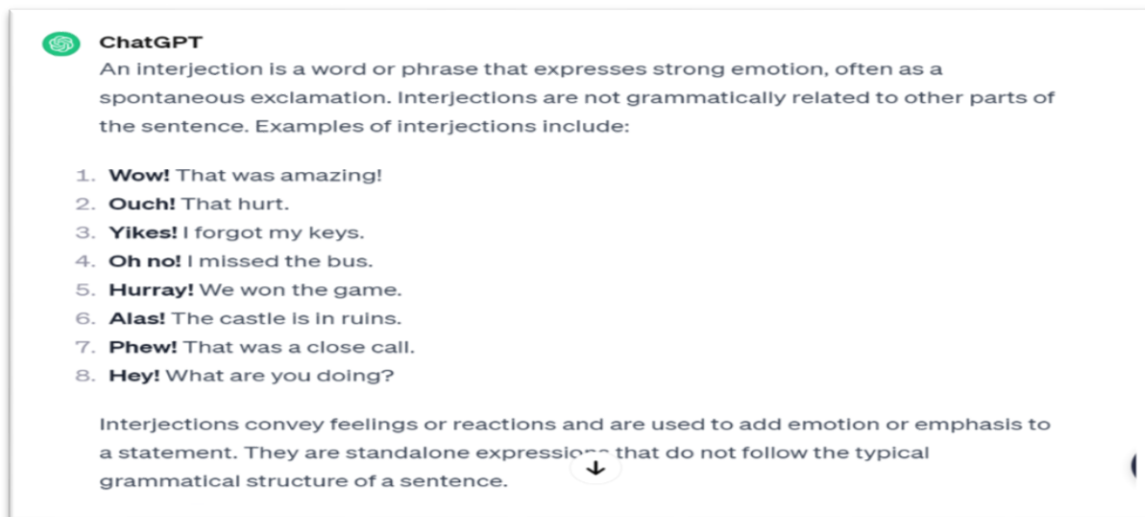 ChatGPT
An interjection is a word or phrase that expresses strong emotion, often as a
spontaneous exclamation. Interjections are not grammatically related to other parts of
the sentence. Examples of interjections include:
1. Wow! That was amazing!
2. Ouch! That hurt.
3. Yikes! I forgot my keys.
4. Oh no! I missed the bus.
5. Hurray! We won the game.
6. Alas! The castle is in ruins.
7. Phew! That was a close call.
8. Hey! What are you doing?
Interjections convey feelings or reactions and are used to add emotion or emphasis to
a statement. They are standalone expressions that do not follow the typical
grammatical structure of a sentence.